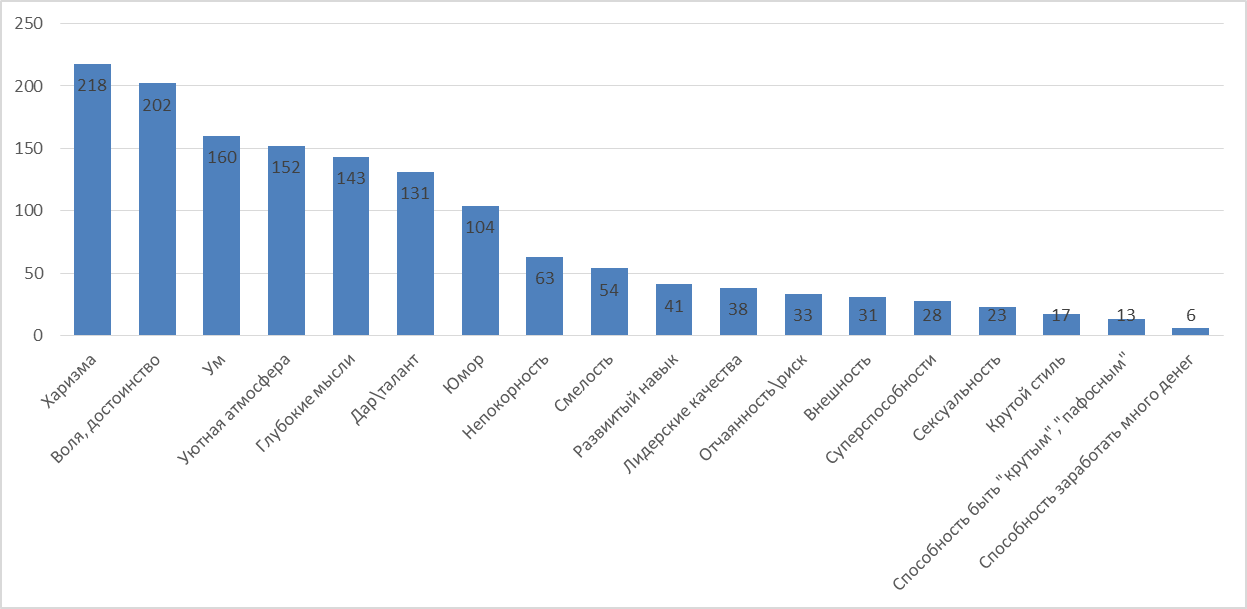 250
200
150
100
50
0
218
202
160
152
143
131
104
63
54
41
38
33
31
28
23
17
13
6
Харизма
Воля, достоинство
Ум
Уютная атмосфера
Глубокие мысли
Дар\талант
Юмор
Непокорность
Смелость
Развиитый навык
Лидерские качества
Отчаянность\риск
Внешность
Суперспособности
Сексуальность
Крутой стиль
Способность быть "крутым","пафосным"
Способность заработать много денег